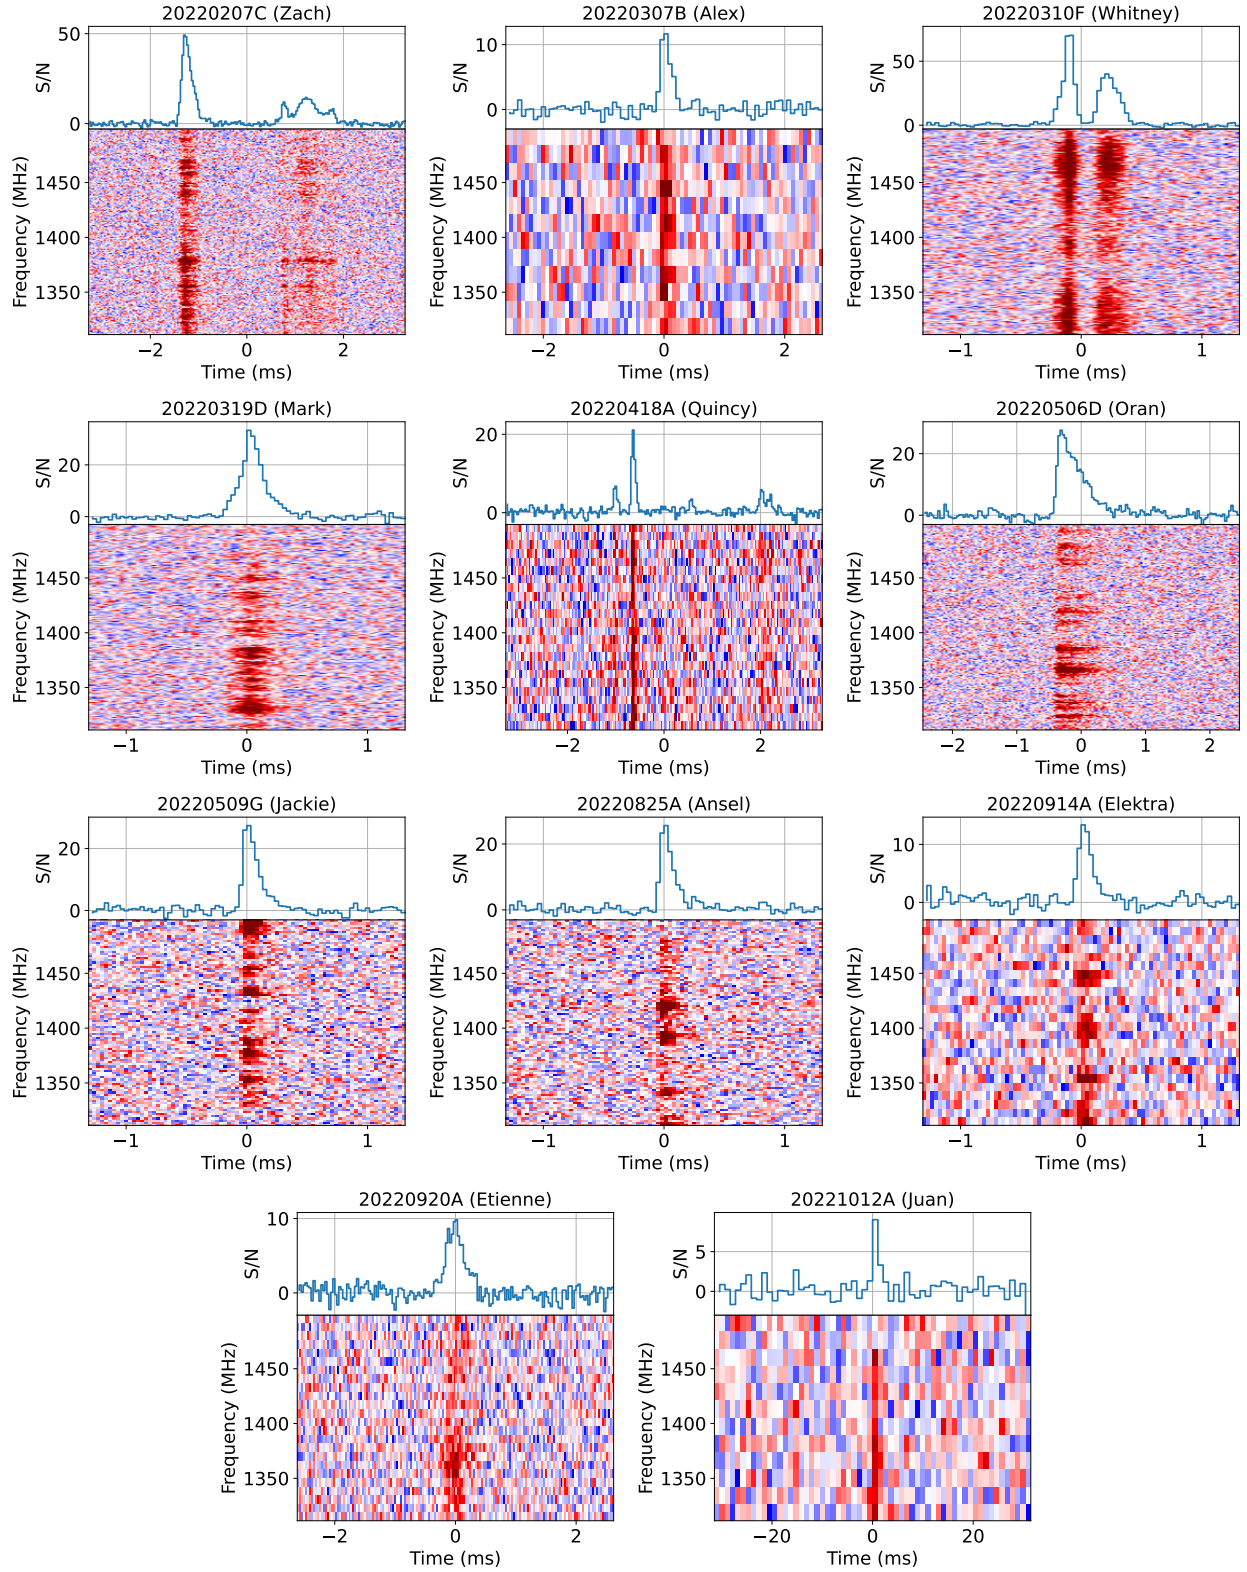 20220207C (Zach)
S/N
50
0
Frequency (MHz)
1450
1400
1350
−2 0 2
Time (ms)
20220307B (Alex)
S/N
10
0
Frequency (MHz)
1450
1400
1350
−2 0 2
Time (ms)
20220310F (Whitney)
S/N
50
0
Frequency (MHz)
1450
1400
1350
−1 0 1
Time (ms)
20220319D (Mark)
S/N
20
0
Frequency (MHz)
1450
1400
1350
−1 0 1
Time (ms)
20220418A (Quincy)
S/N
20
0
Frequency (MHz)
1450
1400
1350
−2 0 2
Time (ms)
20220506D (Oran)
S/N
20
0
Frequency (MHz)
1450
1400
1350
−2 −1 0 1 2
Time (ms)
20220509G (Jackie)
S/N
20
0
Frequency (MHz)
1450
1400
1350
−1 0 1
Time (ms)
20220825A (Ansel)
S/N
20
0
Frequency (MHz)
1450
1400
1350
−1 0 1
Time (ms)
20220914A (Elektra)
S/N
10
0
Frequency (MHz)
1450
1400
1350
−1 0 1
Time (ms)
20220920A (Etienne)
S/N
10
0
Frequency (MHz)
1450
1400
1350
−2 0 2
Time (ms)
20221012A (Juan)
S/N
5
0
Frequency (MHz)
1450
1400
1350
−20 0 20
Time (ms)